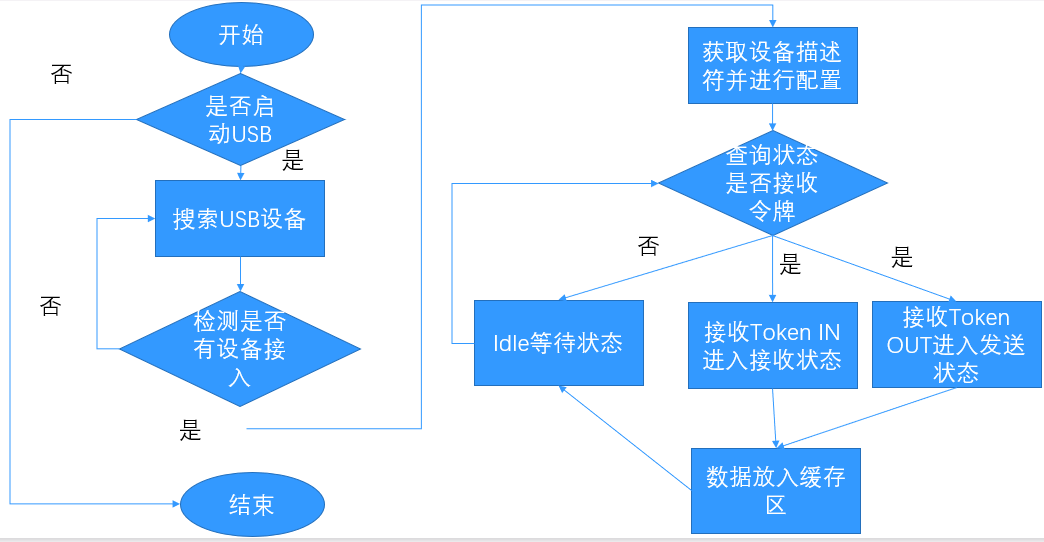 开始
否
是否启
动USB
是
搜索USB设备
否
检测是否
有设备接
入
是
结束
获取设备描述
符并进行配置
查询状态
是否接收
令牌
否
是
是
Idle等待状态
接收Token IN
进入接收状态
接收Token
OUT进入发送
状态
数据放入缓存
区